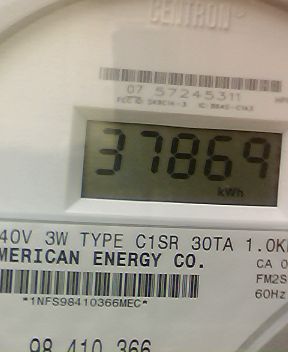 CENTRON
07 57245311
37869
kWh
40V 3W TYPE C1SR 30TA 1.0K
MERICAN ENERGY CO.
CA 0
FM2S
60Hz
*1NFS98410366MEC*
98 410 366